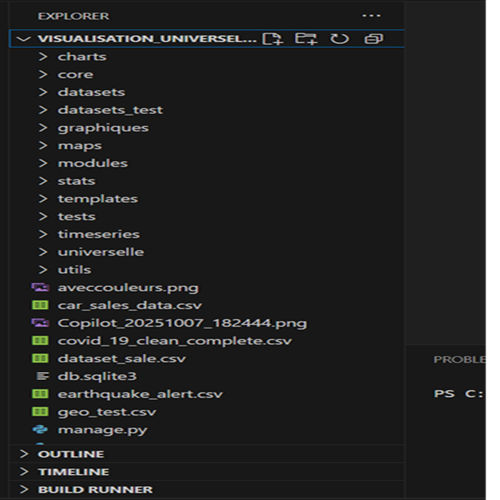 EXPLORER
VISUALISATION_UNIVERSEL...
charts
core
datasets
datasets_test
graphiques
maps
modules
stats
templates
tests
timeseries
universelle
utils
aveccouleurs.png
car_sales_data.csv
Copilot_20251007_182444.png
covid_19_clean_complete.csv
dataset_sale.csv
db.sqlite3
earthquake_alert.csv
geo_test.csv
manage.py
OUTLINE
TIMELINE
BUILD RUNNER
PROBLE
PS C: